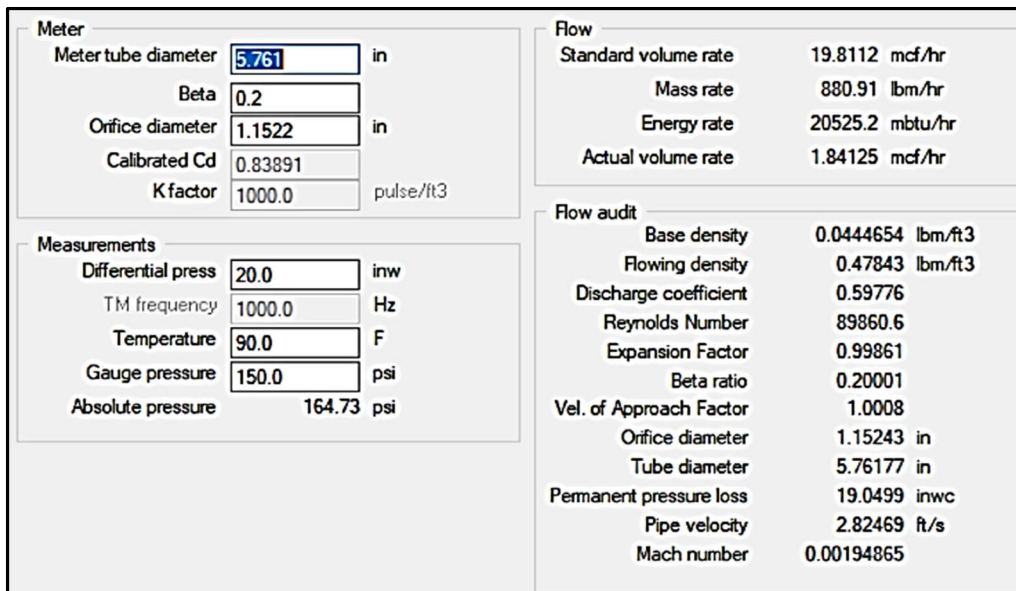 Meter
Meter tube diameter 5.761 in
Beta 0.2
Orifice diameter 1.1522 in
Calibrated Cd 0.83891
K factor 1000.0 pulse/ft3
Measurements
Differential press 20.0 inw
TM frequency 1000.0 Hz
Temperature 90.0 F
Gauge pressure 150.0 psi
Absolute pressure 164.73 psi
Flow
Standard volume rate 19.8112 mcf/hr
Mass rate 880.91 lbm/hr
Energy rate 20525.2 mbtu/hr
Actual volume rate 1.84125 mcf/hr
Flow audit
Base density 0.0444654 lbm/ft3
Flowing density 0.47843 lbm/ft3
Discharge coefficient 0.59776
Reynolds Number 89860.6
Expansion Factor 0.99861
Beta ratio 0.20001
Vel. of Approach Factor 1.0008
Orifice diameter 1.15243 in
Tube diameter 5.76177 in
Permanent pressure loss 19.0499 inwc
Pipe velocity 2.82469 ft/s
Mach number 0.00194865